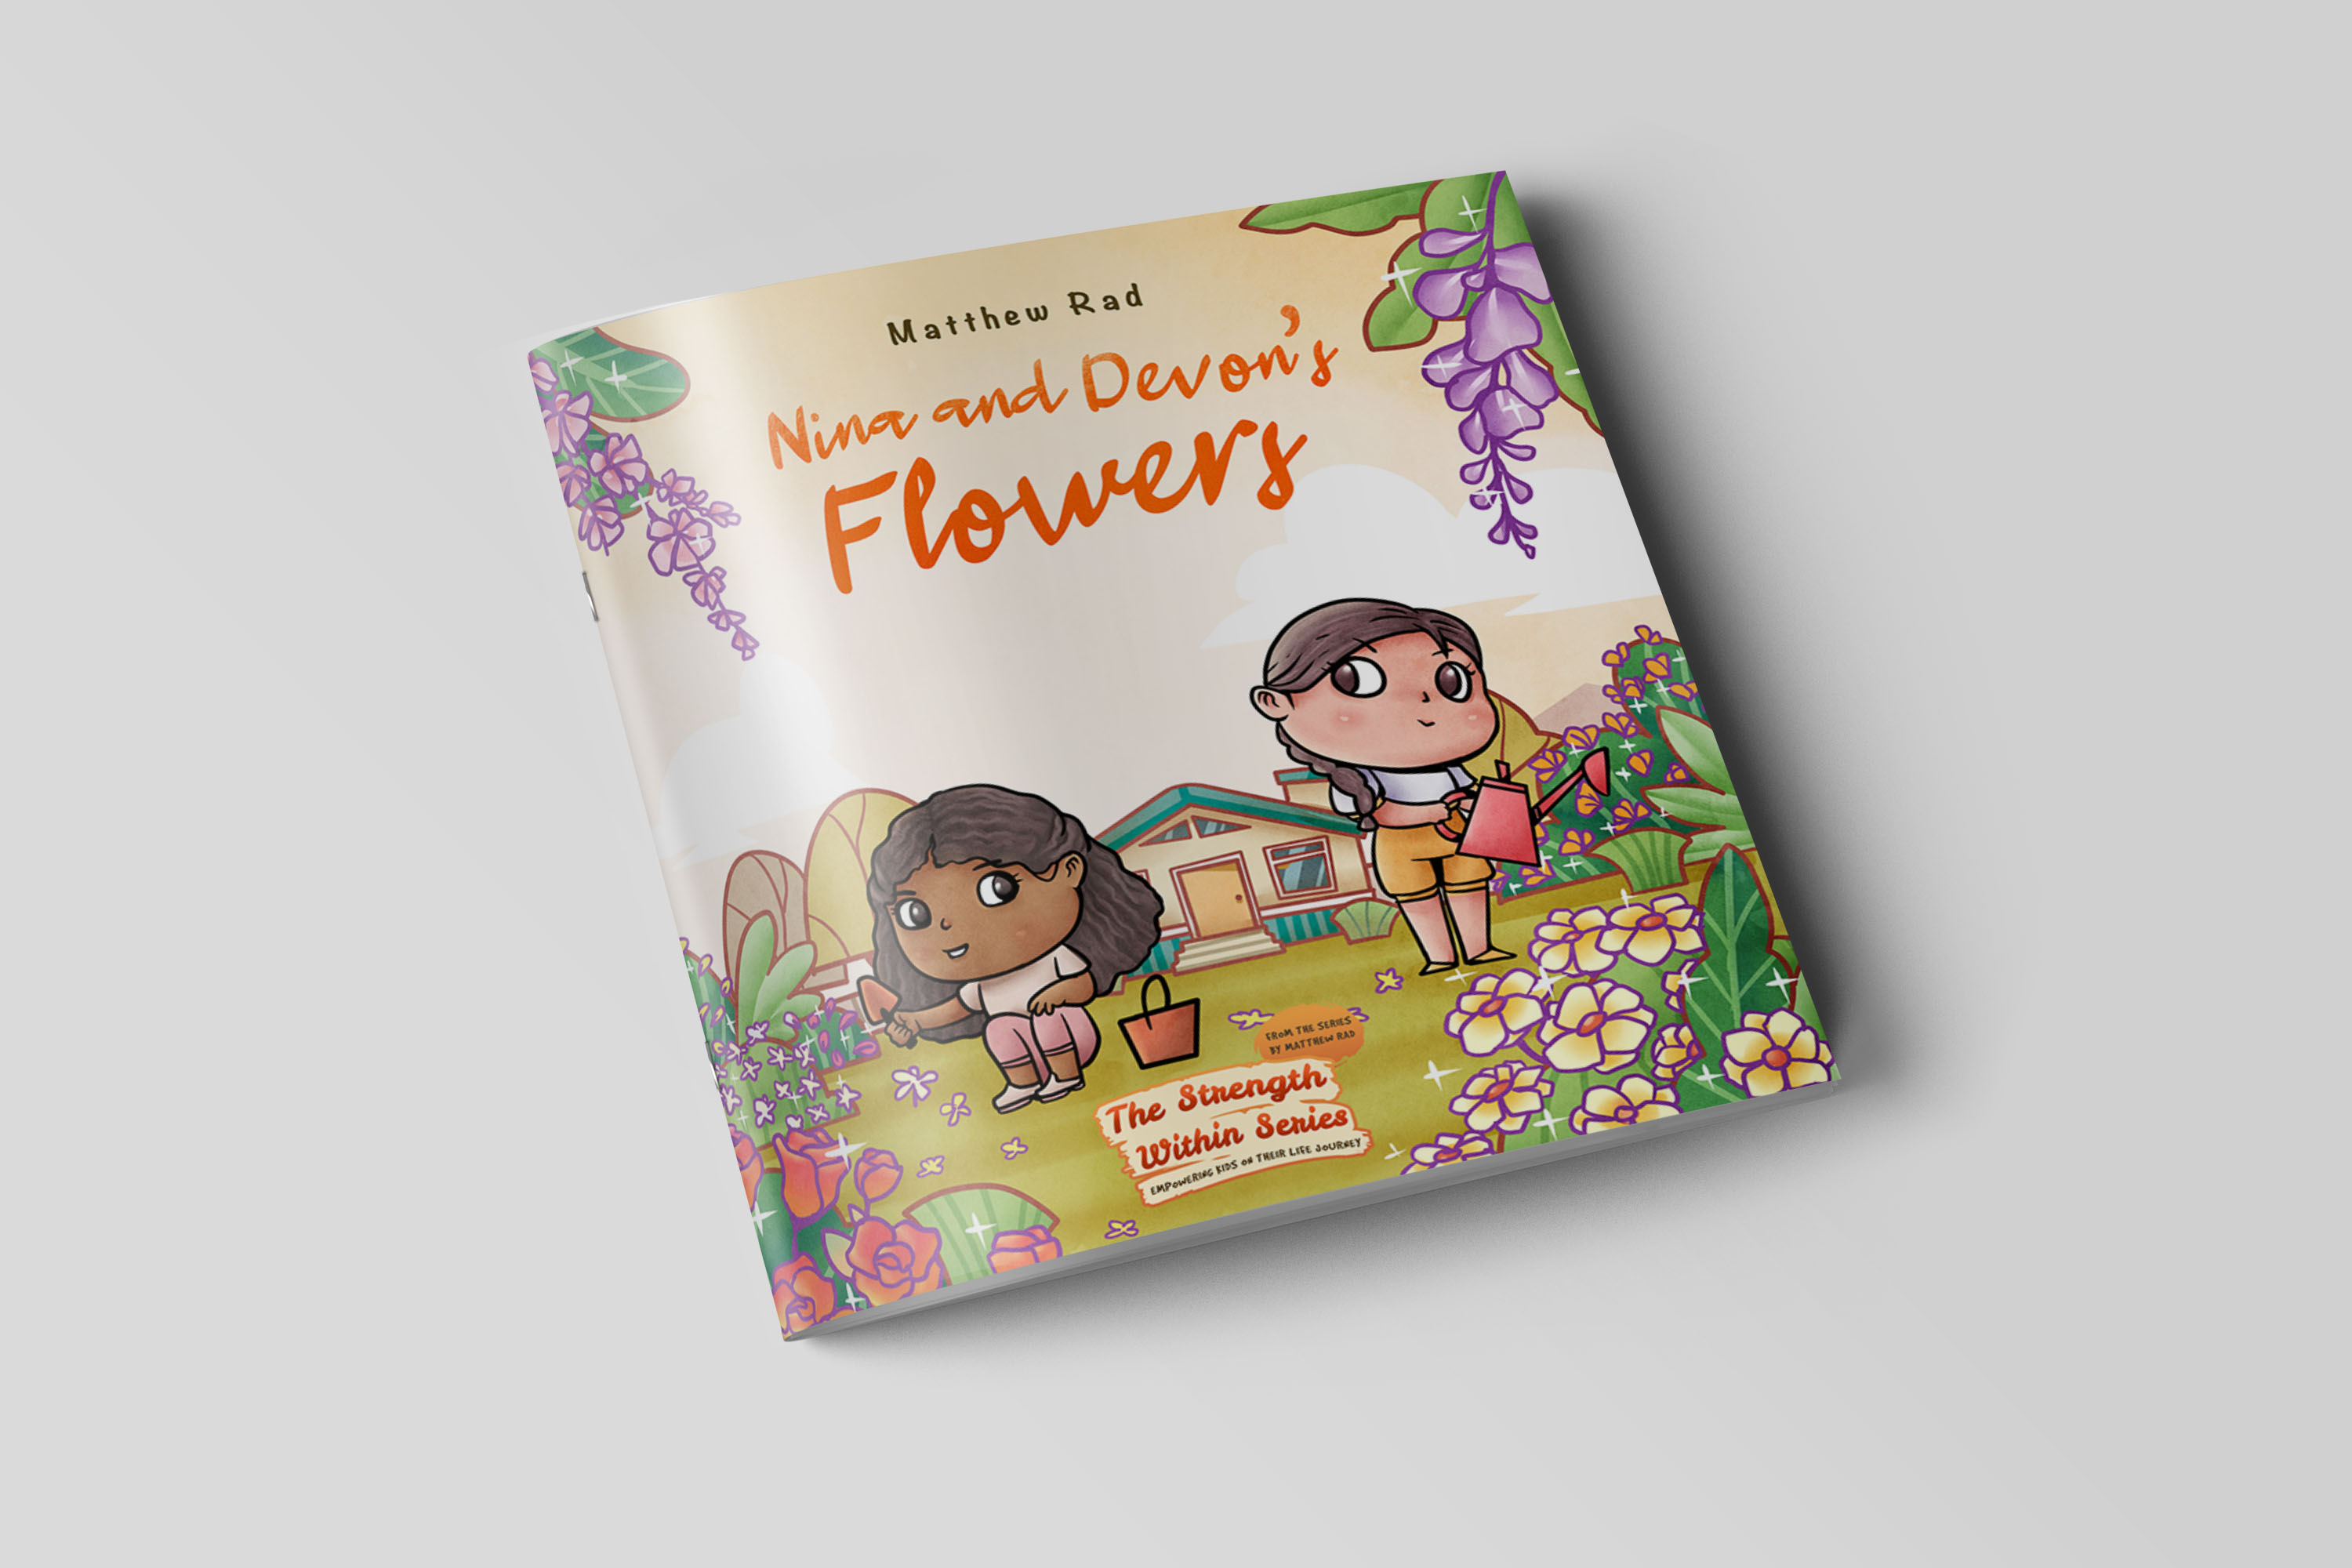 Matthew Rad
Nina and Devon's
Flowers
FROM THE SERIES
BY MATTHEW RAD
The Strength
Within Series
EMPOWERING KIDS ON THEIR LIFE JOURNEY